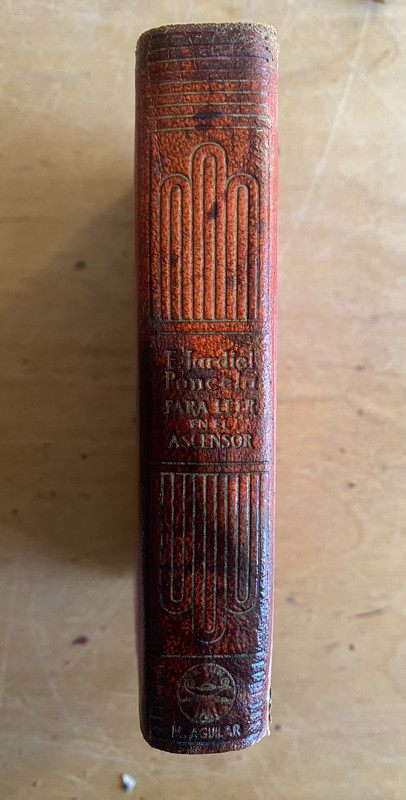 E. Jardiel
Poncela
PARA LEER
EN EL
ASCENSOR
M. AGUILAR